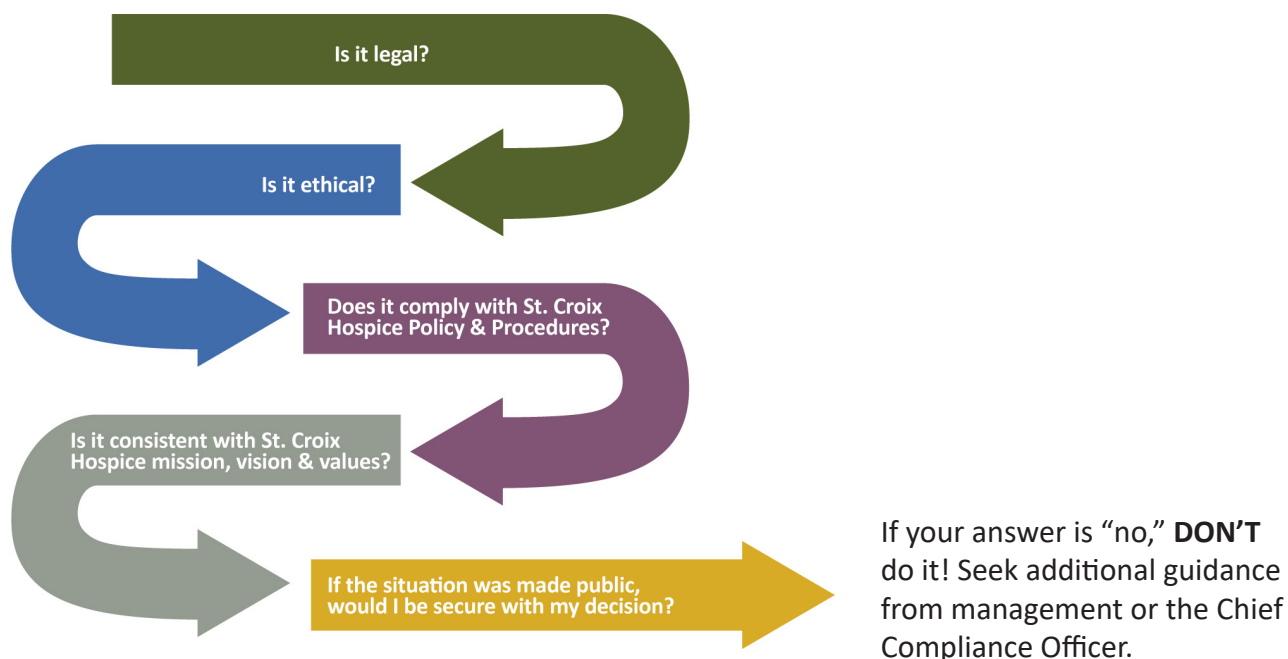 Is it legal?
Is it ethical?
Does it comply with St. Croix
Hospice Policy & Procedures?
Is it consistent with St. Croix
Hospice mission, vision & values?
If the situation was made public,
would I be secure with my decision?
If your answer is “no,” DON’T
do it! Seek additional guidance
from management or the Chief
Compliance Officer.